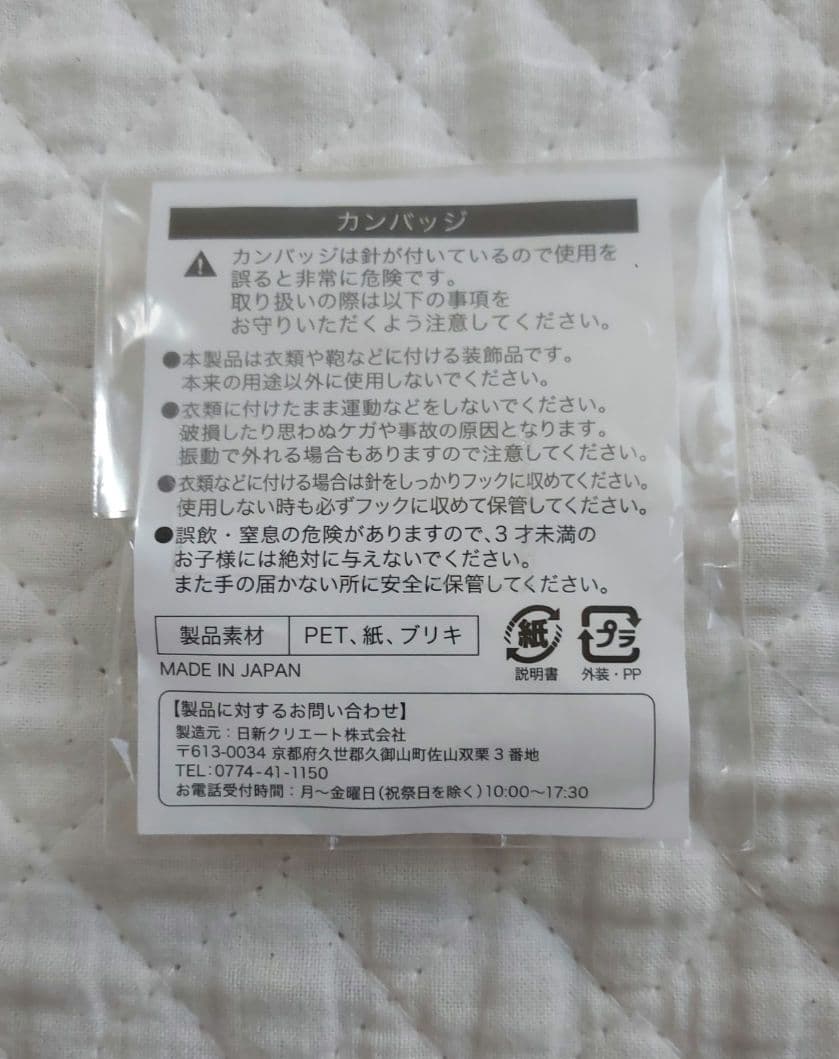 カンバッジ
カンバッジは針が付いているので使用を
誤ると非常に危険です。
取り扱いの際は以下の事項を
お守りいただくよう注意してください。
●本製品は衣類や鞄などに付ける装飾品です。
本来の用途以外に使用しないでください。
●衣類に付けたまま運動などをしないでください。
破損したり思わぬケガや事故の原因となります。
振動で外れる場合もありますので注意してください。
●衣類などに付ける場合は針をしっかりフックに収めてください。
使用しない時も必ずフックに収めて保管してください。
●誤飲・窒息の危険がありますので、3才未満の
お子様には絶対に与えないでください。
また手の届かない所に安全に保管してください。
製品素材 PET、紙、ブリキ
紙 プラ
説明書 外装・PP
MADE IN JAPAN
【製品に対するお問い合わせ】
製造元：日新クリエート株式会社
〒613-0034 京都府久世郡久御山町佐山双栗3番地
TEL：0774-41-1150
お電話受付時間：月～金曜日(祝祭日を除く)10:00～17:30